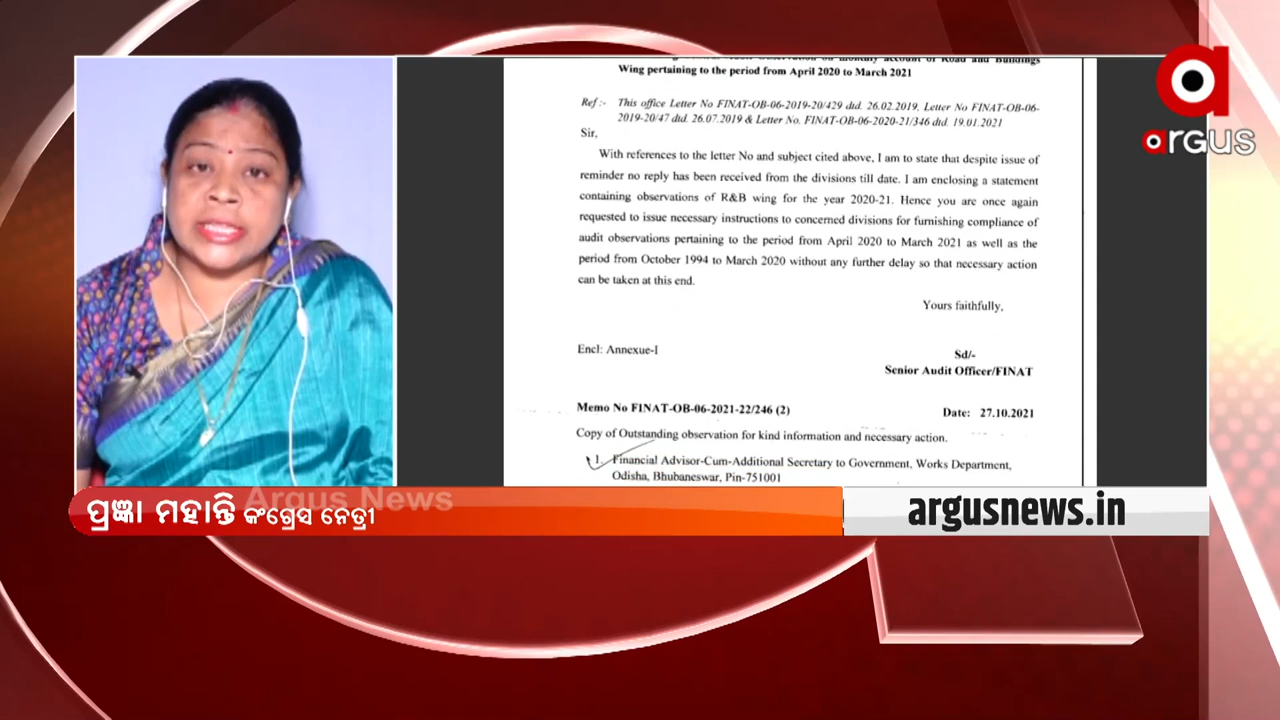 argus
Wing pertaining to the period from April 2020 to March 2021
Ref :- This office Letter No FINAT-OB-06-2019-20/429 dtd. 26.02.2019, Letter No FINAT-OB-06-
2019-20/47 dtd. 26.07.2019 & Letter No. FINAT-OB-06-2020-21/346 dtd. 19.01.2021
Sir,
With references to the letter No and subject cited above, I am to state that despite issue of
reminder no reply has been received from the divisions till date. I am enclosing a statement
containing observations of R&B wing for the year 2020-21. Hence you are once again
requested to issue necessary instructions to concerned divisions for furnishing compliance of
audit observations pertaining to the period from April 2020 to March 2021 as well as the
period from October 1994 to March 2020 without any further delay so that necessary action
can be taken at this end.
Yours faithfully,
Encl: Annexue-I
Sd/-
Senior Audit Officer/FINAT
Memo No FINAT-OB-06-2021-22/246 (2) Date: 27.10.2021
Copy of Outstanding observation for kind information and necessary action.
1. Financial Advisor-Cum-Additional Secretary to Government, Works Department,
Odisha, Bhubaneswar, Pin-751001
Argus News
ପ୍ରଜ୍ଞା ମହାନ୍ତି କଂଗ୍ରେସ ନେତ୍ରୀ
argusnews.in